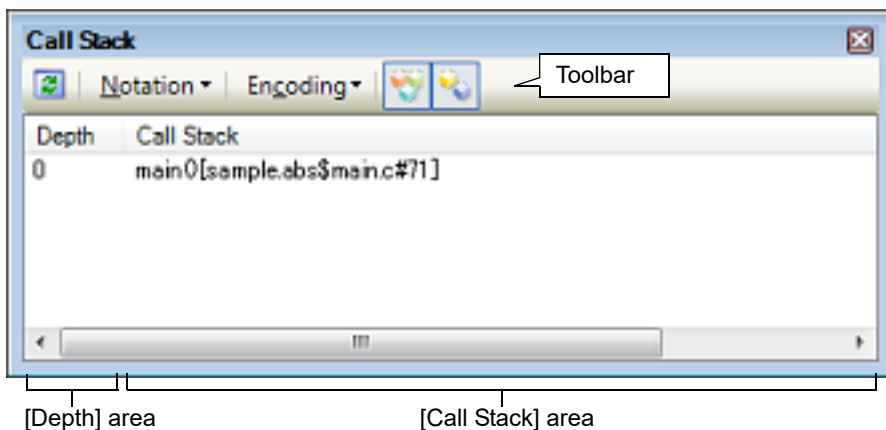 Call Stack
Notation Encoding Toolbar
Depth Call Stack
0 main()[sample.abs$main.c#71]
[Depth] area [Call Stack] area